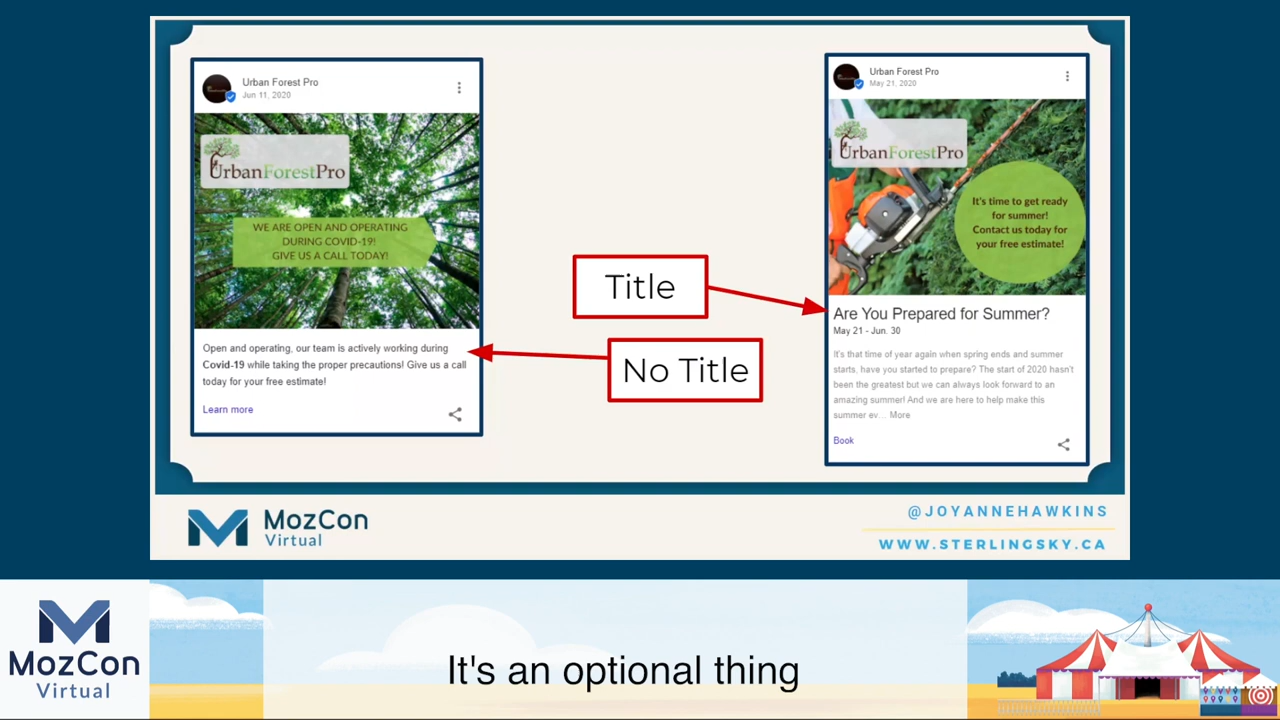 Urban Forest Pro
Jun 11, 2020
UrbanForestPro
WE ARE OPEN AND OPERATING
DURING COVID-19!
GIVE US A CALL TODAY!
Open and operating, our team is actively working during
Covid-19 while taking the proper precautions! Give us a call
today for your free estimate!
Learn more
Title
No Title
Urban Forest Pro
May 21, 2020
UrbanForestPro
It's time to get ready
for summer!
Contact us today for
your free estimate!
Are You Prepared for Summer?
May 21 - Jun. 30
It's that time of year again when spring ends and summer
starts, have you started to prepare? The start of 2020 hasn't
been the greatest but we can always look forward to an
amazing summer! And we are here to help make this
summer ev... More
Book
MozCon
Virtual
@JOYANNEHAWKINS
WWW.STERLINGSKY.CA
MozCon
Virtual
It's an optional thing